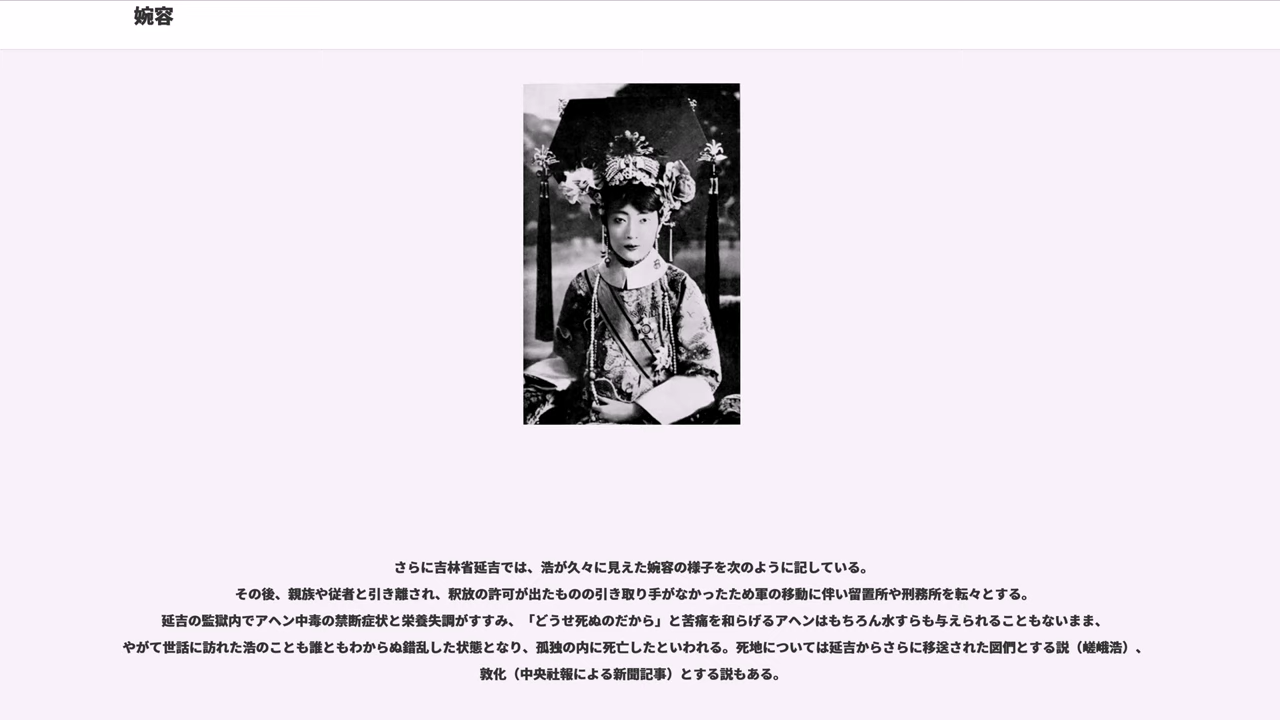 婉容
さらに吉林省延吉では、浩が久々に見えた婉容の様子を次のように記している。
その後、親族や従者と引き離され、釈放の許可が出たものの引き取り手がなかったため軍の移動に伴い留置所や刑務所を転々とする。
延吉の監獄内でアヘン中毒の禁断症状と栄養失調がすすみ、「どうせ死ぬのだから」と苦痛を和らげるアヘンはもちろん水すらも与えられることもないまま、
やがて世話に訪れた浩のことも誰ともわからぬ錯乱した状態となり、孤独の内に死亡したといわれる。死地については延吉からさらに移送された図們とする説（嵯峨浩）、
敦化（中央社報による新聞記事）とする説もある。